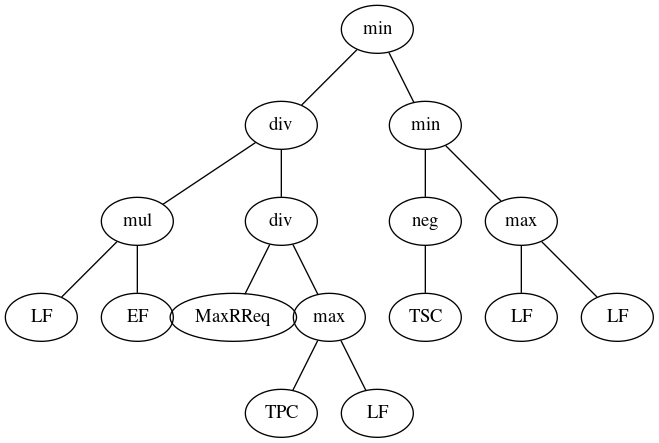 min
div min
mul div neg max
LF EF MaxRReq max TSC LF LF
TPC LF